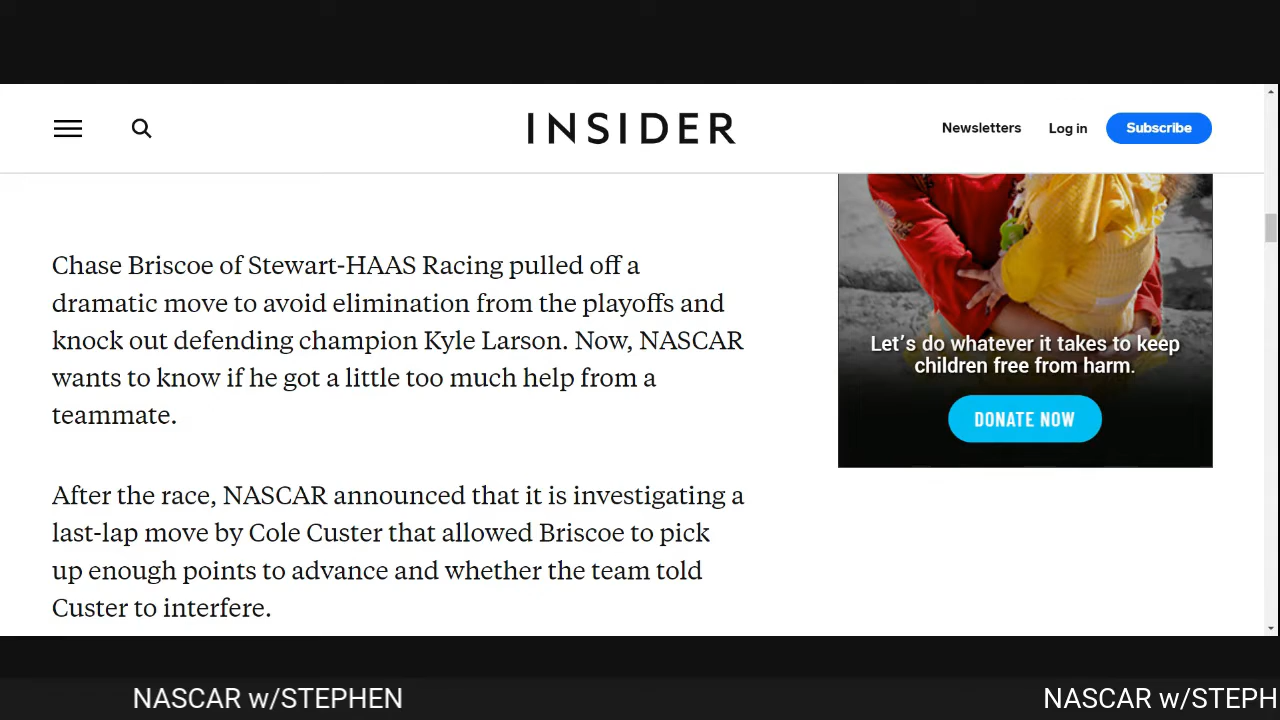 INSIDER
Newsletters
Log in
Subscribe
Chase Briscoe of Stewart-HAAS Racing pulled off a
dramatic move to avoid elimination from the playoffs and
knock out defending champion Kyle Larson. Now, NASCAR
wants to know if he got a little too much help from a
teammate.
After the race, NASCAR announced that it is investigating a
last-lap move by Cole Custer that allowed Briscoe to pick
up enough points to advance and whether the team told
Custer to interfere.
Let's do whatever it takes to keep
children free from harm.
DONATE NOW
NASCAR w/STEPHEN
NASCAR w/STEPH